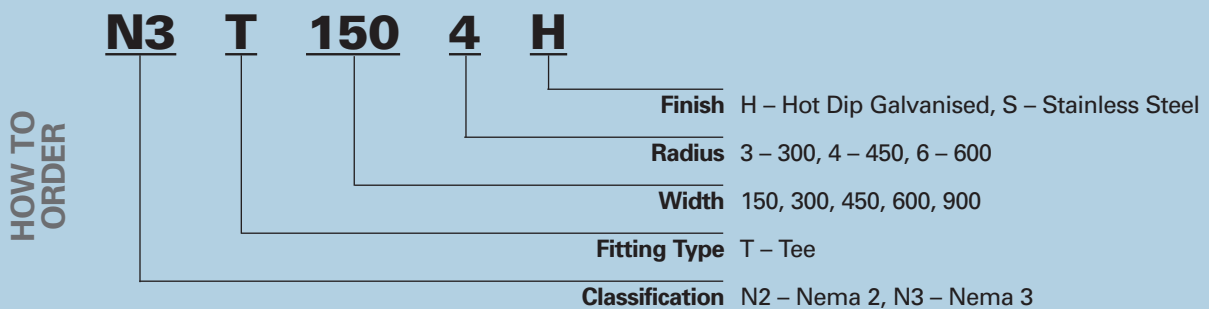 N3 T 150 4 H
HOW TO
ORDER
Finish H – Hot Dip Galvanised, S – Stainless Steel
Radius 3 – 300, 4 – 450, 6 – 600
Width 150, 300, 450, 600, 900
Fitting Type T – Tee
Classification N2 – Nema 2, N3 – Nema 3